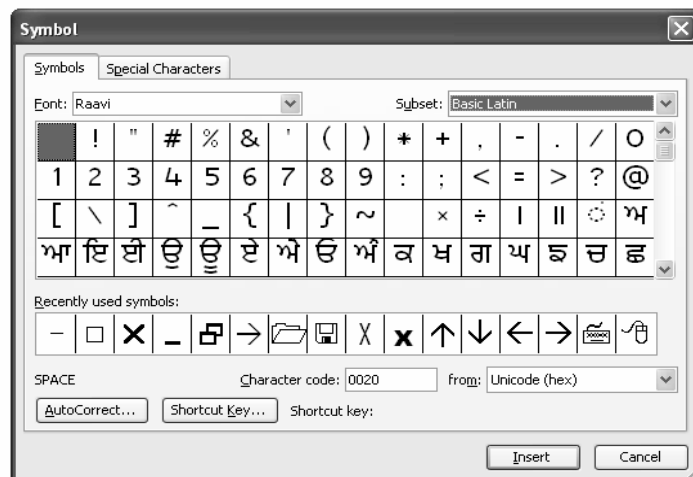 Symbol
Symbols Special Characters
Font: Raavi Subset: Basic Latin
! " # % & ' ( ) * + , - . / 0
1 2 3 4 5 6 7 8 9 : ; < = > ? @
[ \ ] ^ _ { | } ~ × ÷ । ॥ ਅ
ਆ ਇ ਈ ਉ ਊ ਏ ਐ ਓ ਔ ਕ ਖ ਗ ਘ ਙ ਚ ਛ
Recently used symbols:
– □ × _ → X x ↑ ↓ ← →
SPACE Character code: 0020 from: Unicode (hex)
AutoCorrect... Shortcut Key... Shortcut key:
Insert Cancel